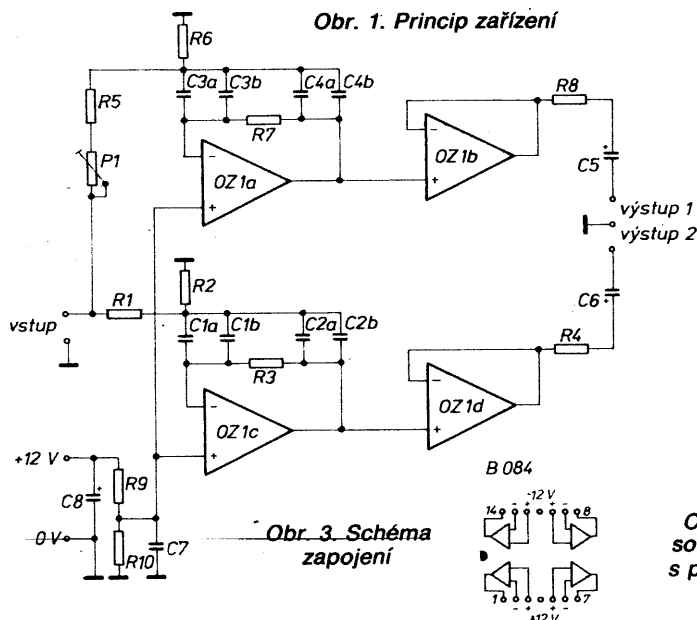 Obr. 1. Princip zařízení
R6
C3a C3b C4a C4b
R5
R7
R8
P1
OZ1a
OZ1b
C5
- +
- +
výstup 1
výstup 2
R2
R1
C1a C1b C2a C2b
C6
vstup
R3
R4
OZ1c
OZ1d
- +
- +
B 084
+12 V
R9
C8
-12 V
14 - + + - 8
0 V
C7
R10
Obr. 3. Schéma
zapojení
1 - + + - 7
+12 V
so
s p